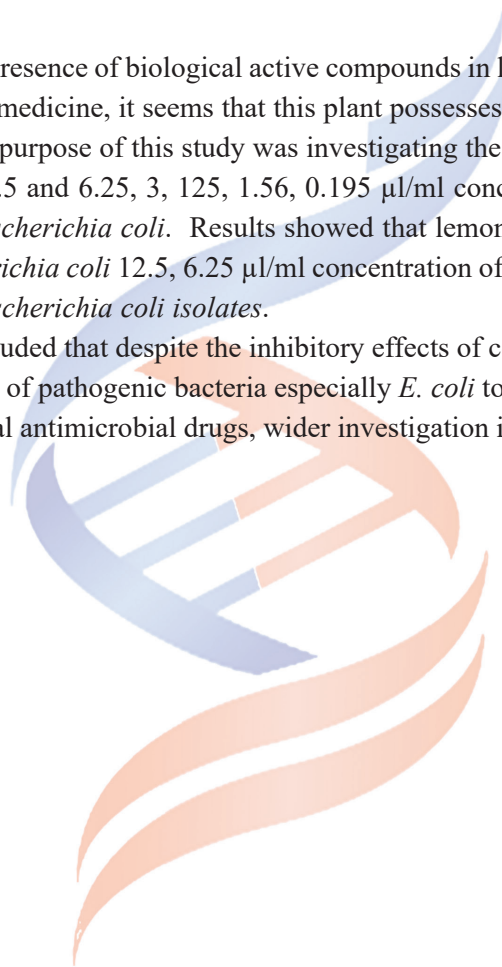 resence of biological active compounds in
medicine, it seems that this plant possesses
purpose of this study was investigating the
.5 and 6.25, 3, 125, 1.56, 0.195 µl/ml conc
cherichia coli. Results showed that lemon
richia coli 12.5, 6.25 µl/ml concentration of
cherichia coli isolates.
uded that despite the inhibitory effects of c
of pathogenic bacteria especially E. coli to
al antimicrobial drugs, wider investigation i